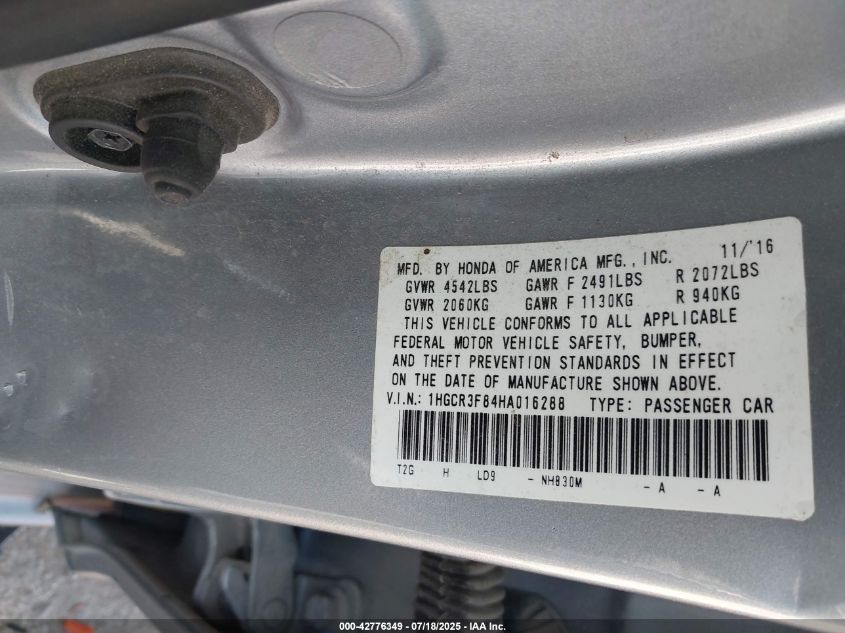 MFD. BY HONDA OF AMERICA MFG., INC. 11/'16
GVWR 4542LBS GAWR F 2491LBS R 2072LBS
GVWR 2060KG GAWR F 1130KG R 940KG
THIS VEHICLE CONFORMS TO ALL APPLICABLE
FEDERAL MOTOR VEHICLE SAFETY, BUMPER,
AND THEFT PREVENTION STANDARDS IN EFFECT
ON THE DATE OF MANUFACTURE SHOWN ABOVE.
V.I.N.: 1HGCR3F84HA016288 TYPE: PASSENGER CAR
T2G H LD9 - NH830M - A - A
000-42776349 - 07/18/2025 - IAA Inc.